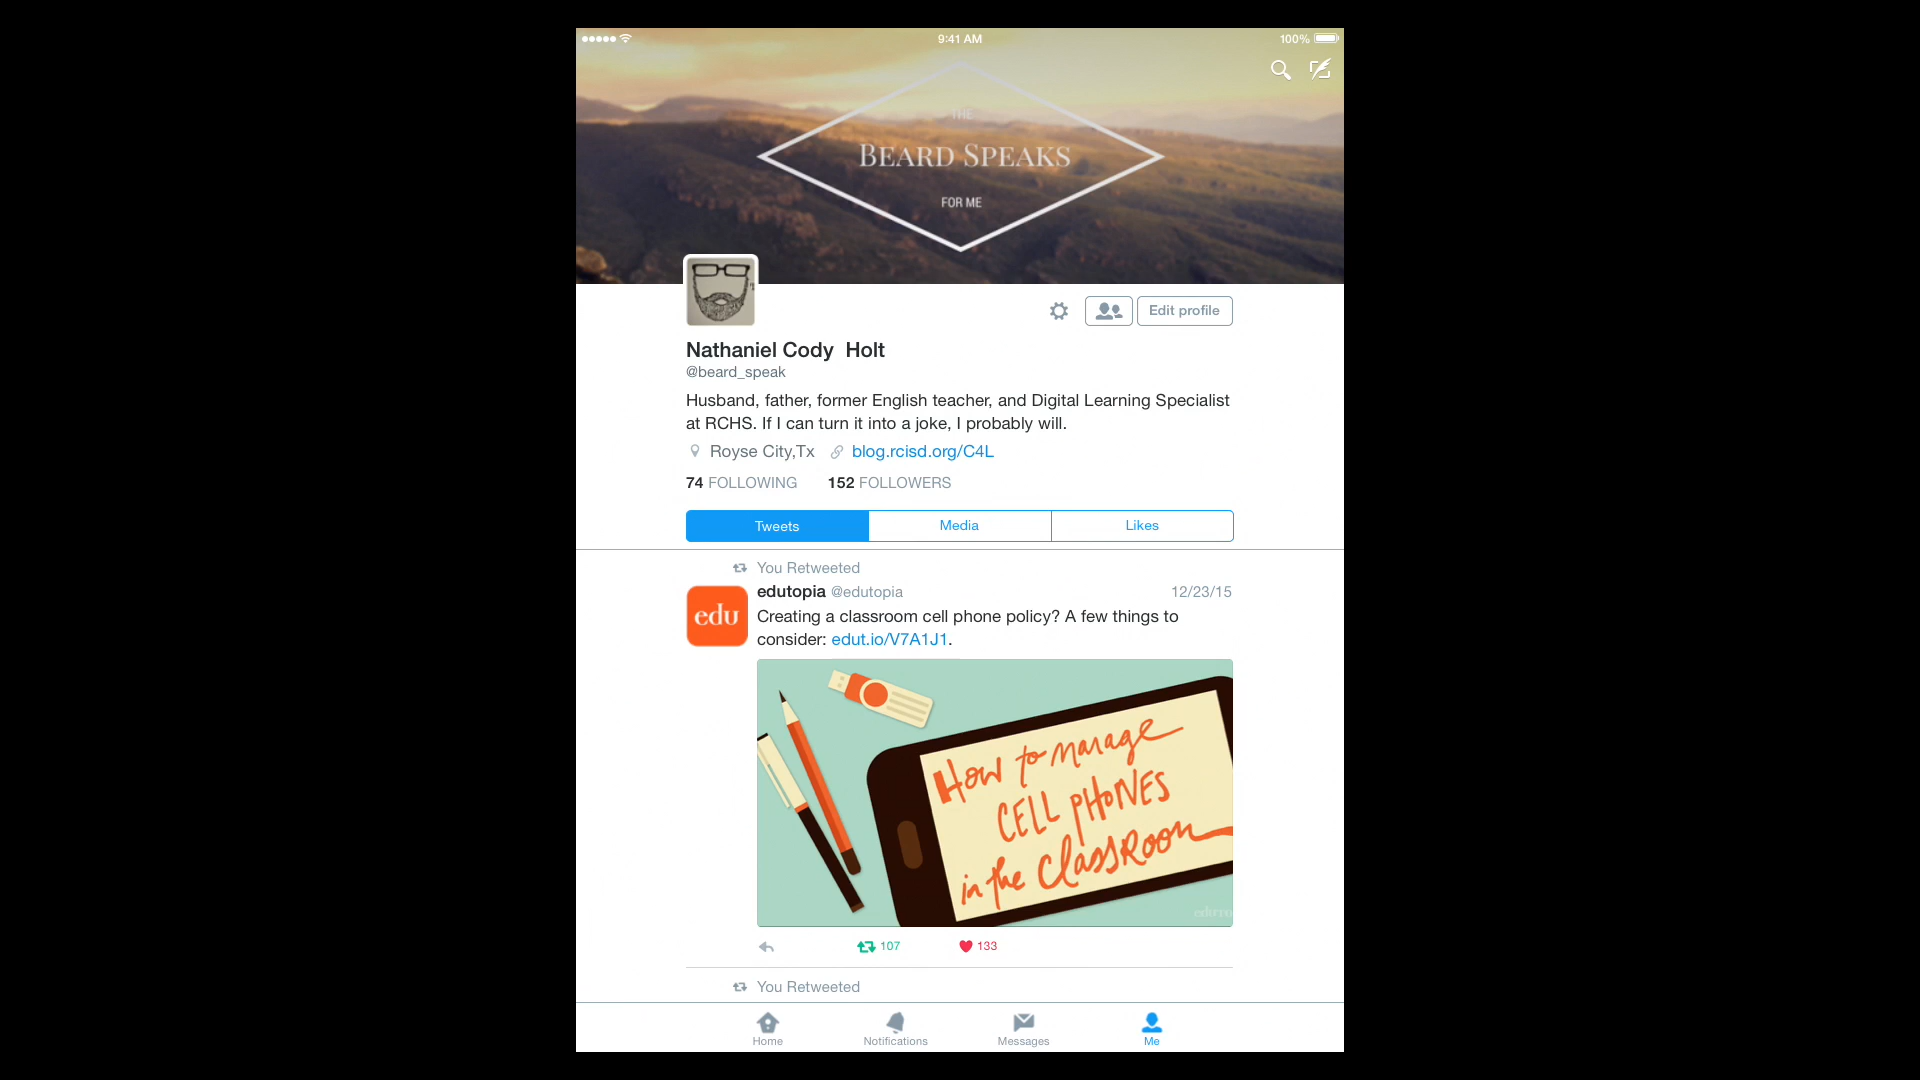 9:41 AM
100%
THE
BEARD SPEAKS
FOR ME
Edit profile
Nathaniel Cody  Holt
@beard_speak
Husband, father, former English teacher, and Digital Learning Specialist
at RCHS. If I can turn it into a joke, I probably will.
Royse City,Tx blog.rcisd.org/C4L
74 FOLLOWING 152 FOLLOWERS
Tweets Media Likes
You Retweeted
edutopia @edutopia 12/23/15
edu
Creating a classroom cell phone policy? A few things to
consider: edut.io/V7A1J1.
How to manage
CELL PHONES
in the ClassRoom
107 133
You Retweeted
Home Notifications Messages Me